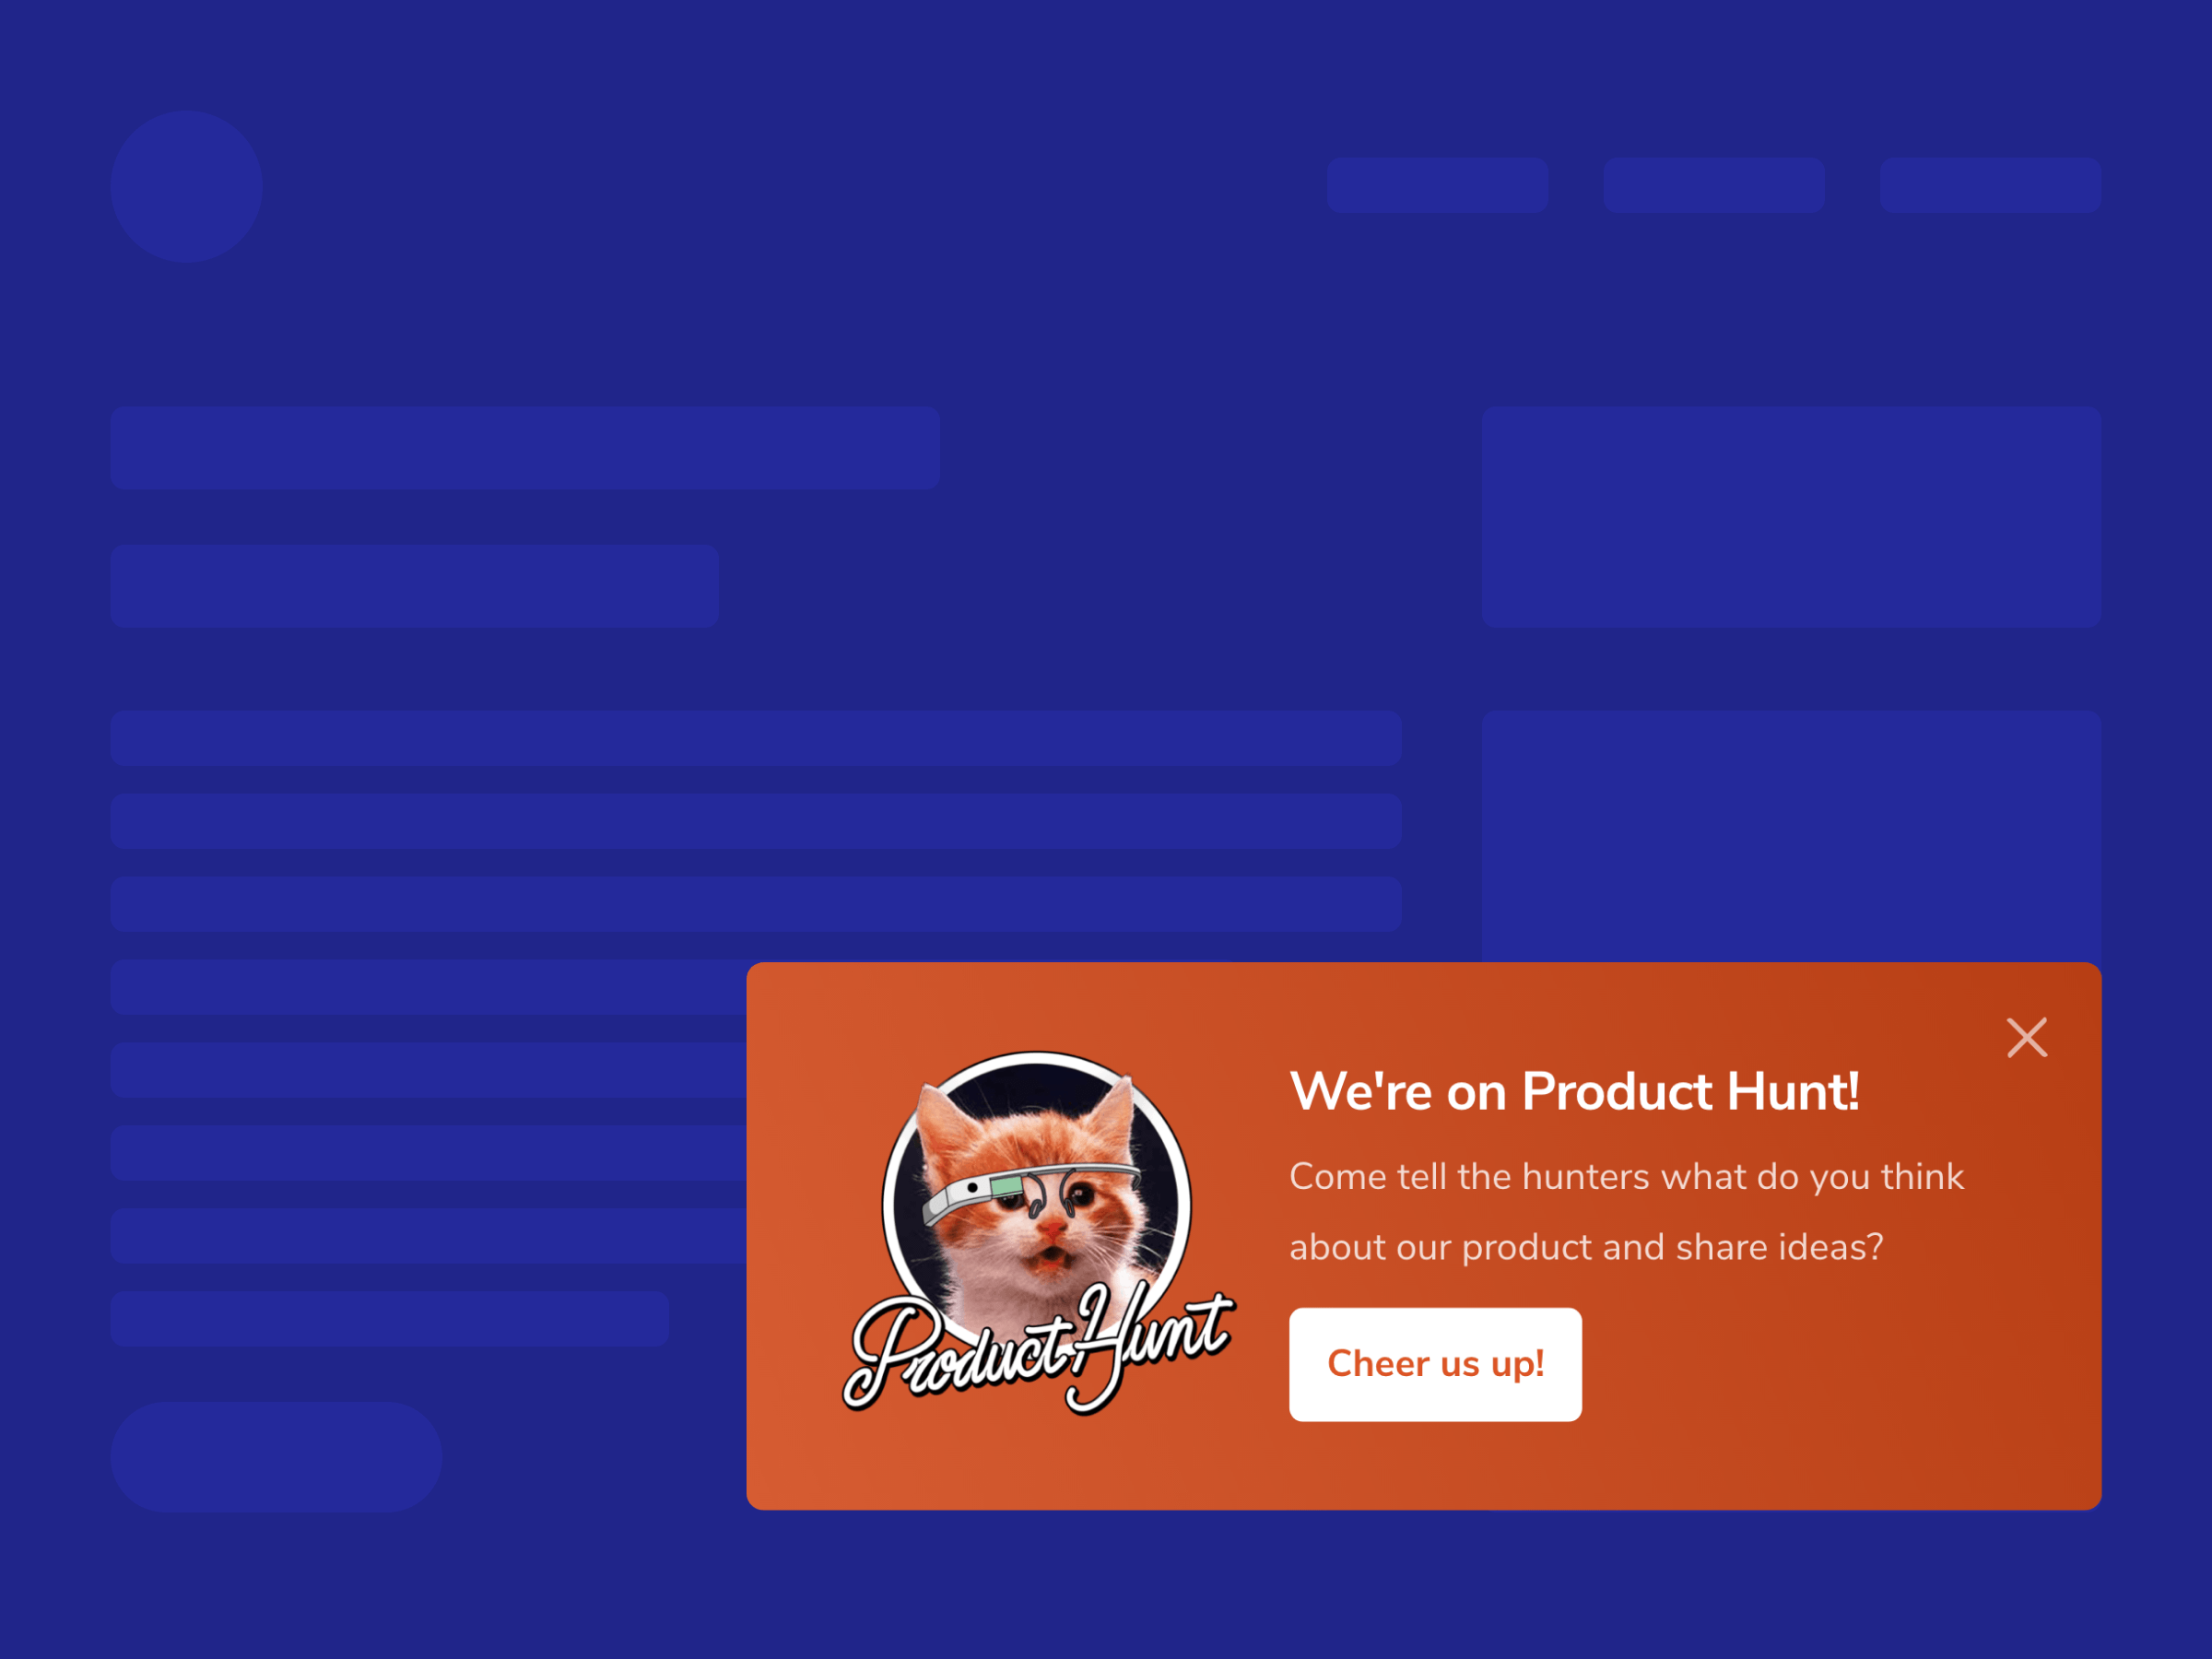 We're on Product Hunt!
Come tell the hunters what do you think
about our product and share ideas?
Cheer us up!
Product Hunt